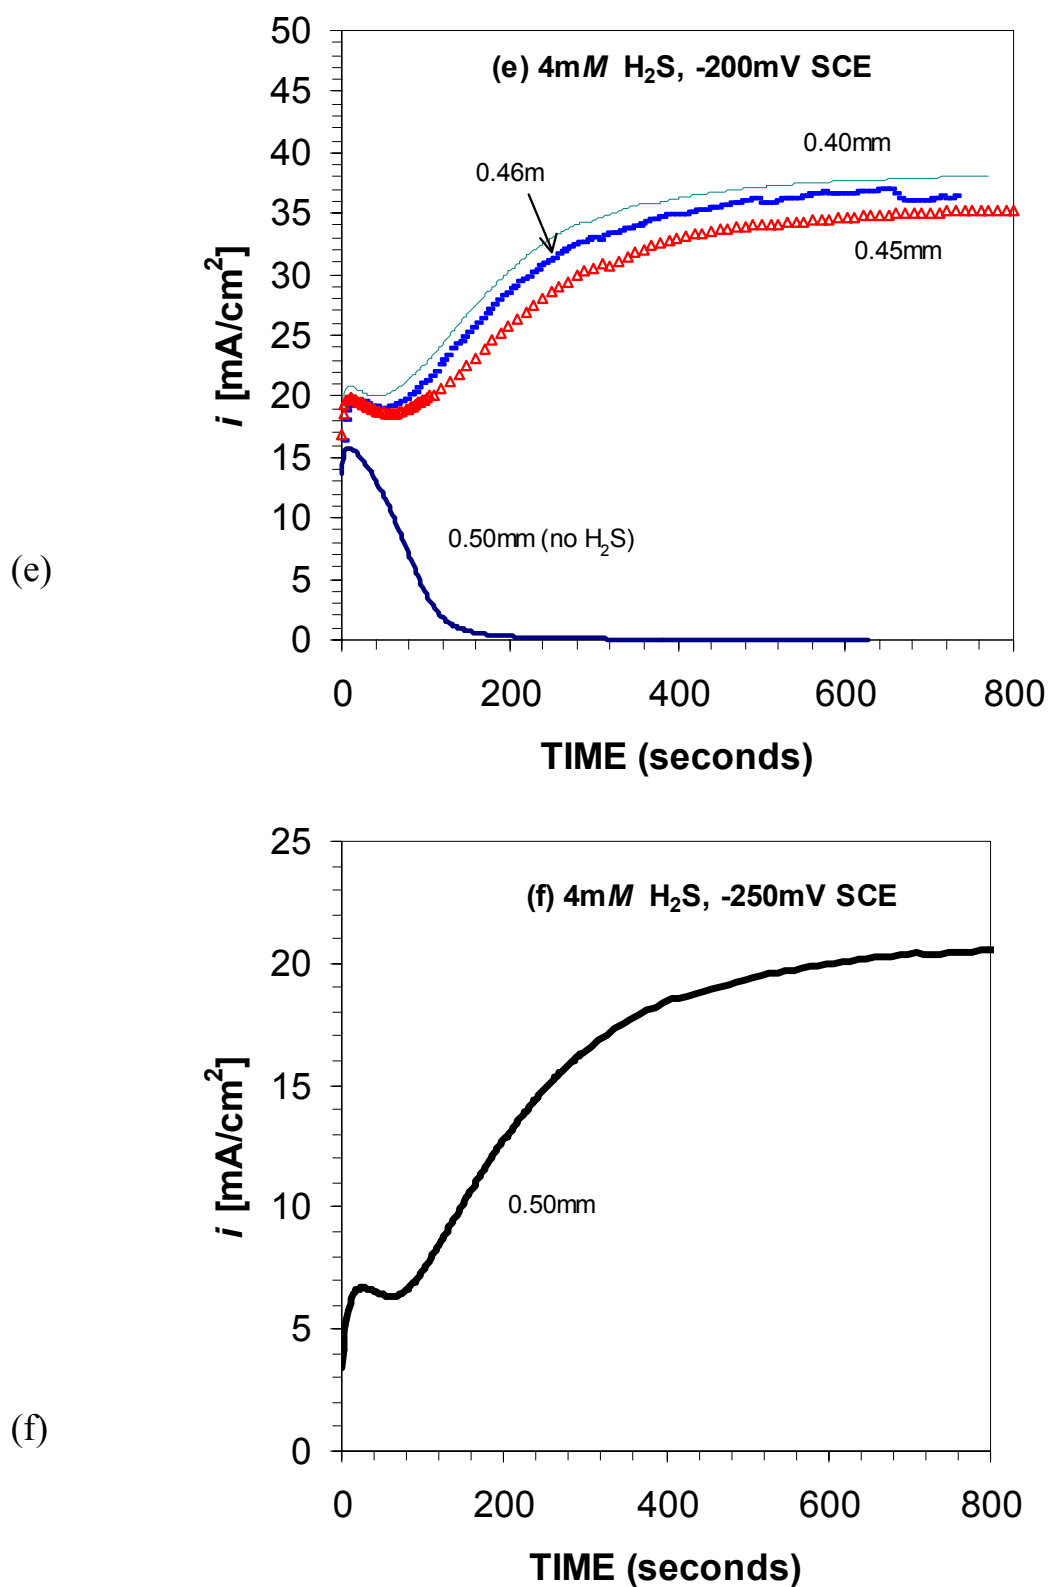 50
(e) 4mM H₂S, -200mV SCE
45
40
0.40mm
0.46m
35
0.45mm
30
25
20
15
10
0.50mm (no H₂S)
5
0
i [mA/cm²]
(e)
0 200 400 600 800
TIME (seconds)
25
(f) 4mM H₂S, -250mV SCE
20
15
10
0.50mm
5
0
i [mA/cm²]
(f)
0 200 400 600 800
TIME (seconds)